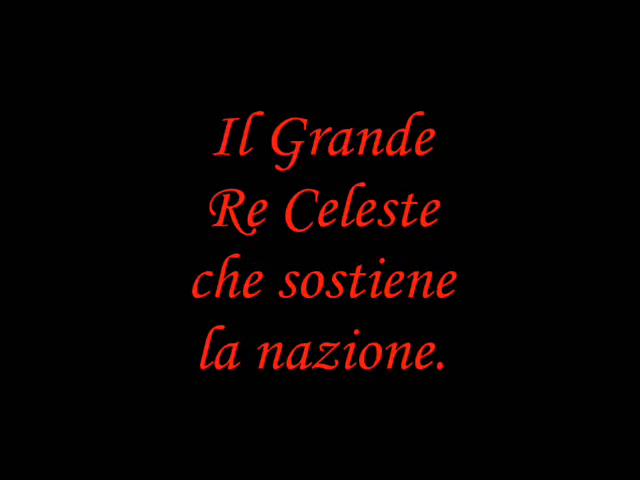 Il Grande
Re Celeste
che sostiene
la nazione.